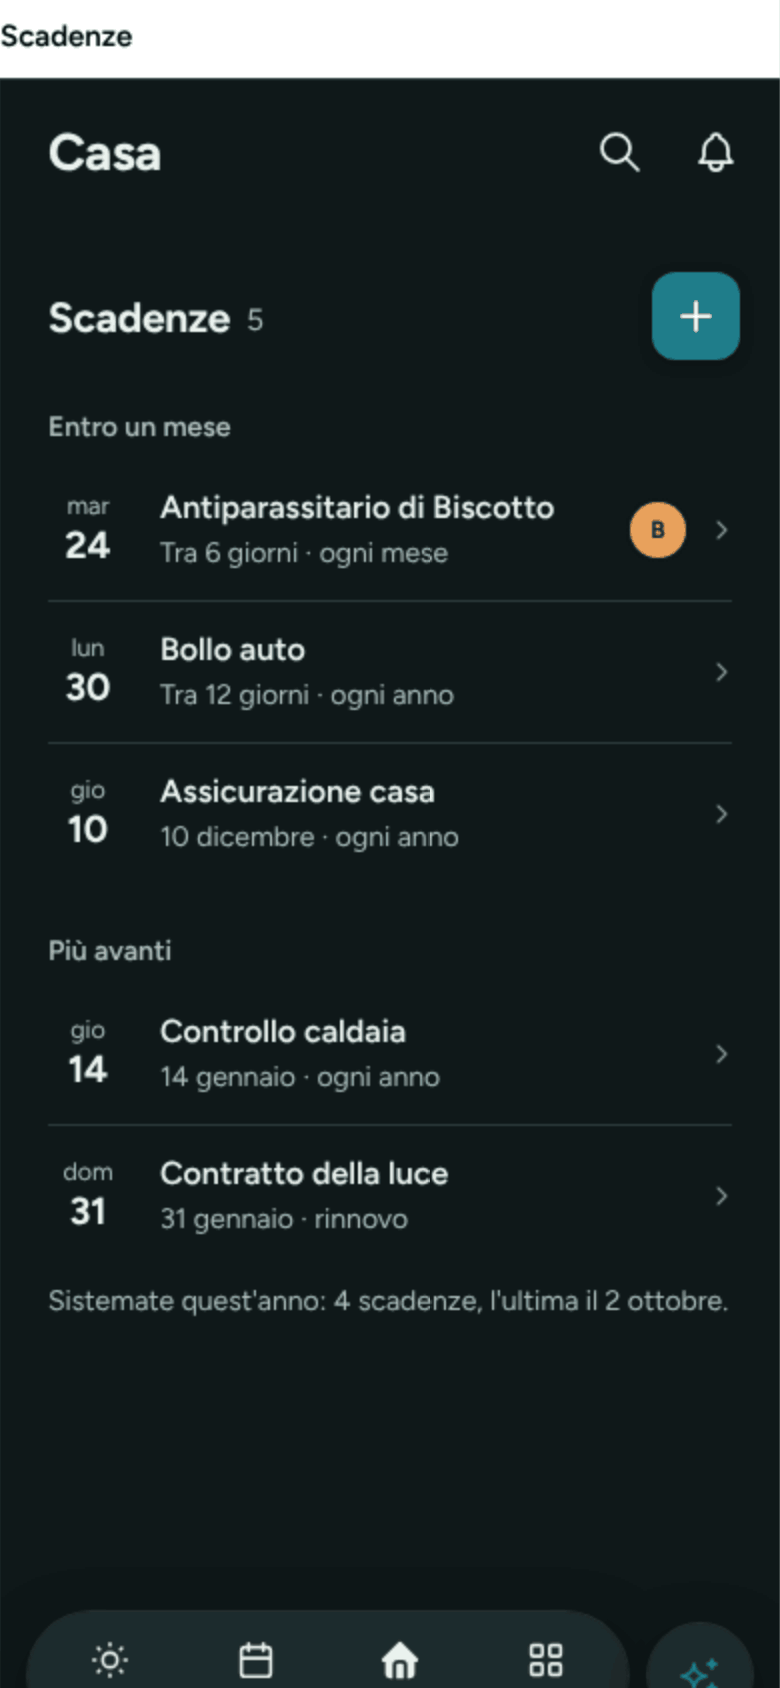 Scadenze
Casa
Scadenze 5
Entro un mese
mar
24
Antiparassitario di Biscotto
Tra 6 giorni · ogni mese
B
lun
30
Bollo auto
Tra 12 giorni · ogni anno
gio
10
Assicurazione casa
10 dicembre · ogni anno
Più avanti
gio
14
Controllo caldaia
14 gennaio · ogni anno
dom
31
Contratto della luce
31 gennaio · rinnovo
Sistemate quest'anno: 4 scadenze, l'ultima il 2 ottobre.